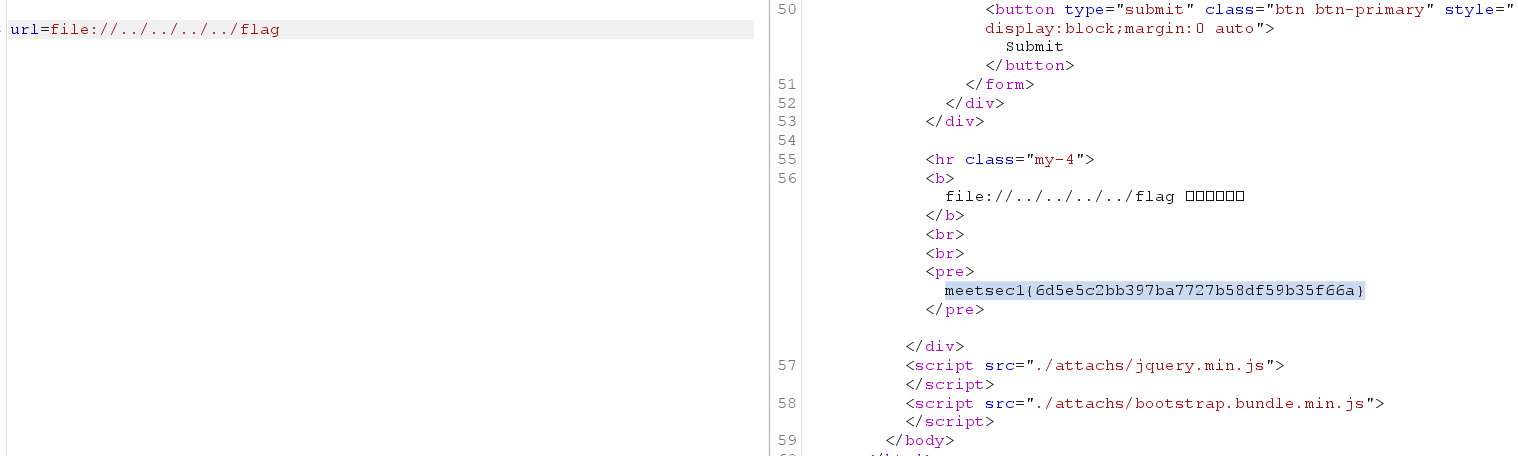 url=file://../../../../flag
50 <button type="submit" class="btn btn-primary" style="
display:block;margin:0 auto">
Submit
</button>
51 </form>
52 </div>
53 </div>
54
55 <hr class="my-4">
56 <b>
file://../../../../flag □□□□□□
</b>
<br>
<br>
<pre>
meetsec1{6d5e5c2bb397ba7727b58df59b35f66a}
</pre>
</div>
57 <script src="./attachs/jquery.min.js">
</script>
58 <script src="./attachs/bootstrap.bundle.min.js">
</script>
59 </body>